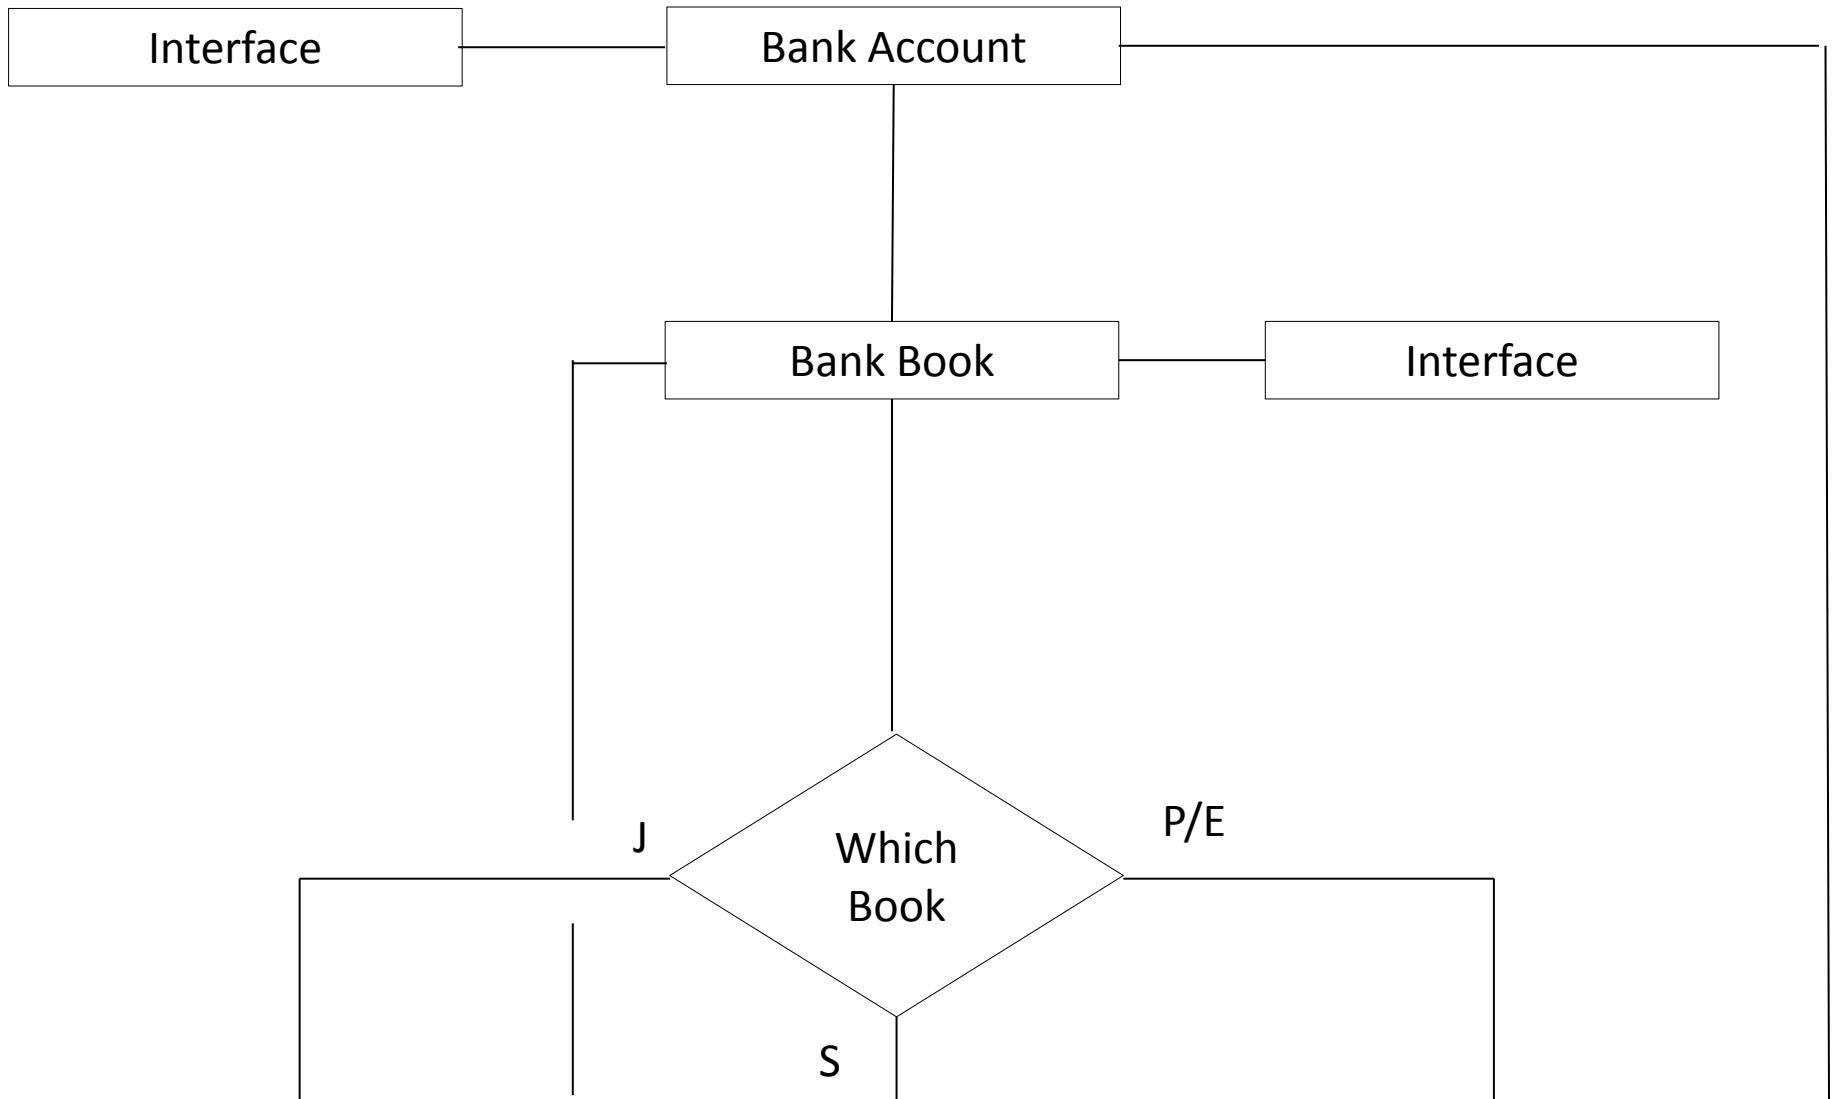 Interface
Bank Account
Bank Book
Interface
J
P/E
Which
Book
S